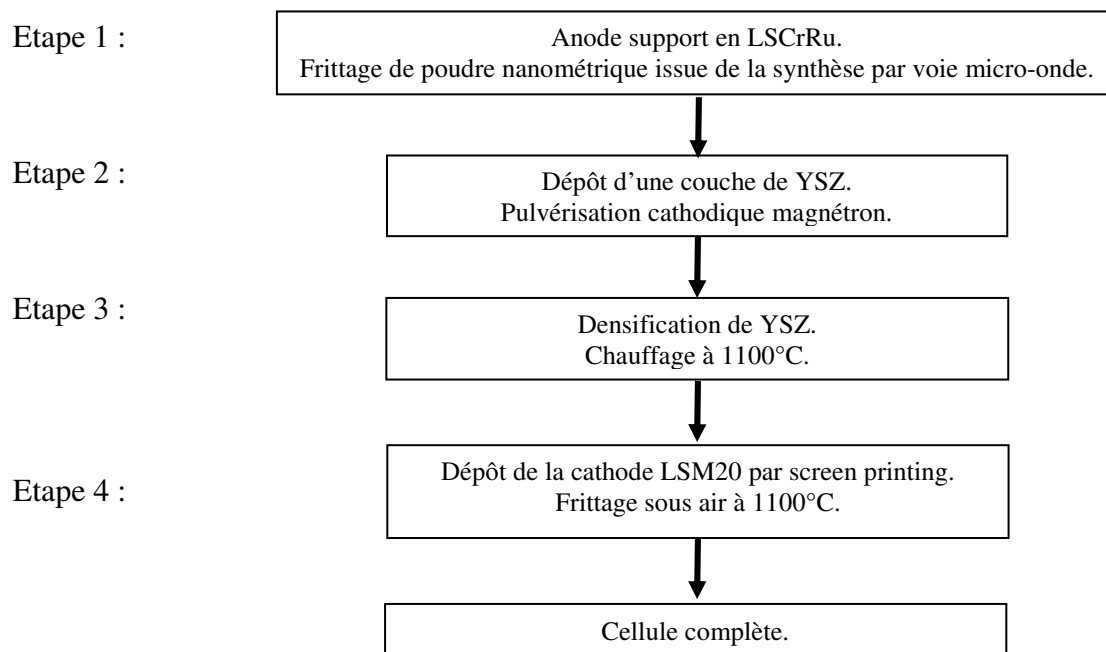 Etape 1 :
Anode support en LSCrRu.
Frittage de poudre nanométrique issue de la synthèse par voie micro-onde.
Etape 2 :
Dépôt d’une couche de YSZ.
Pulvérisation cathodique magnétron.
Etape 3 :
Densification de YSZ.
Chauffage à 1100°C.
Etape 4 :
Dépôt de la cathode LSM20 par screen printing.
Frittage sous air à 1100°C.
Cellule complète.